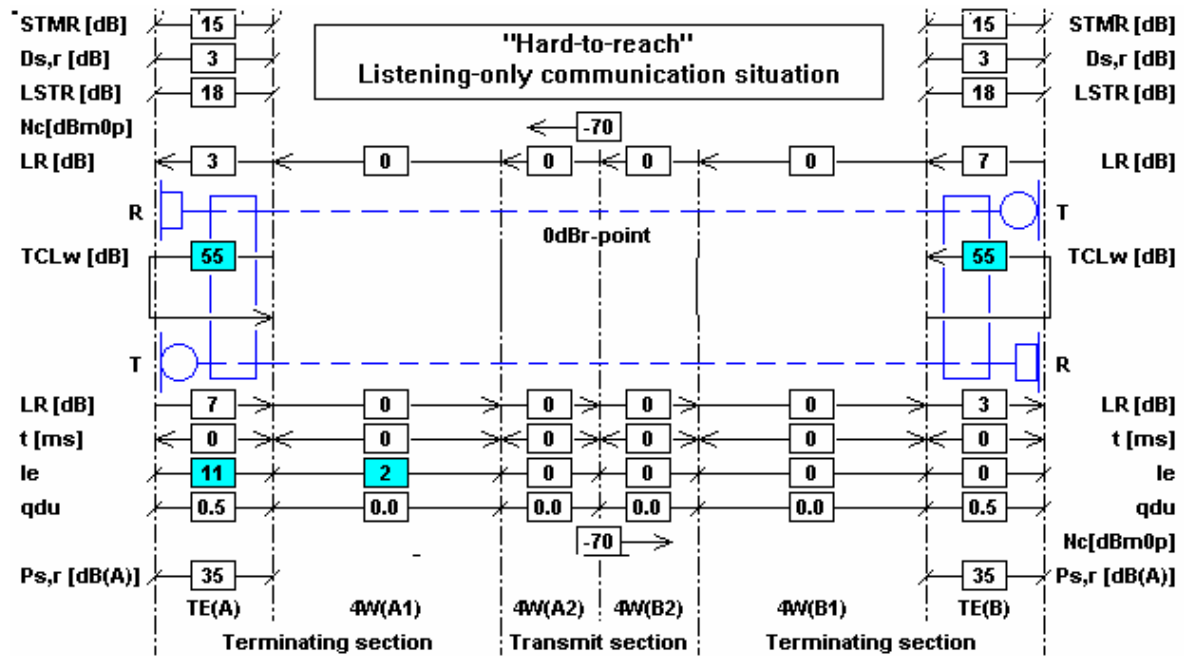 STMR [dB] 15 15 STMR [dB]
"Hard-to-reach"
Ds,r [dB] 3 3 Ds,r [dB]
Listening-only communication situation
LSTR [dB] 18 18 LSTR [dB]
Nc[dBm0p] -70
LR [dB] 3 0 0 0 0 7 LR [dB]
R T
0dBr-point
TCLw [dB] 55 55 TCLw [dB]
T R
LR [dB] 7 0 0 0 0 3 LR [dB]
t [ms] 0 0 0 0 0 0 t [ms]
Ie 11 2 0 0 0 0 Ie
qdu 0.5 0.0 0.0 0.0 0.0 0.5 qdu
-70 Nc[dBm0p]
Ps,r [dB(A)] 35 35 Ps,r [dB(A)]
TE(A) 4W(A1) 4W(A2) 4W(B2) 4W(B1) TE(B)
Terminating section Transmit section Terminating section